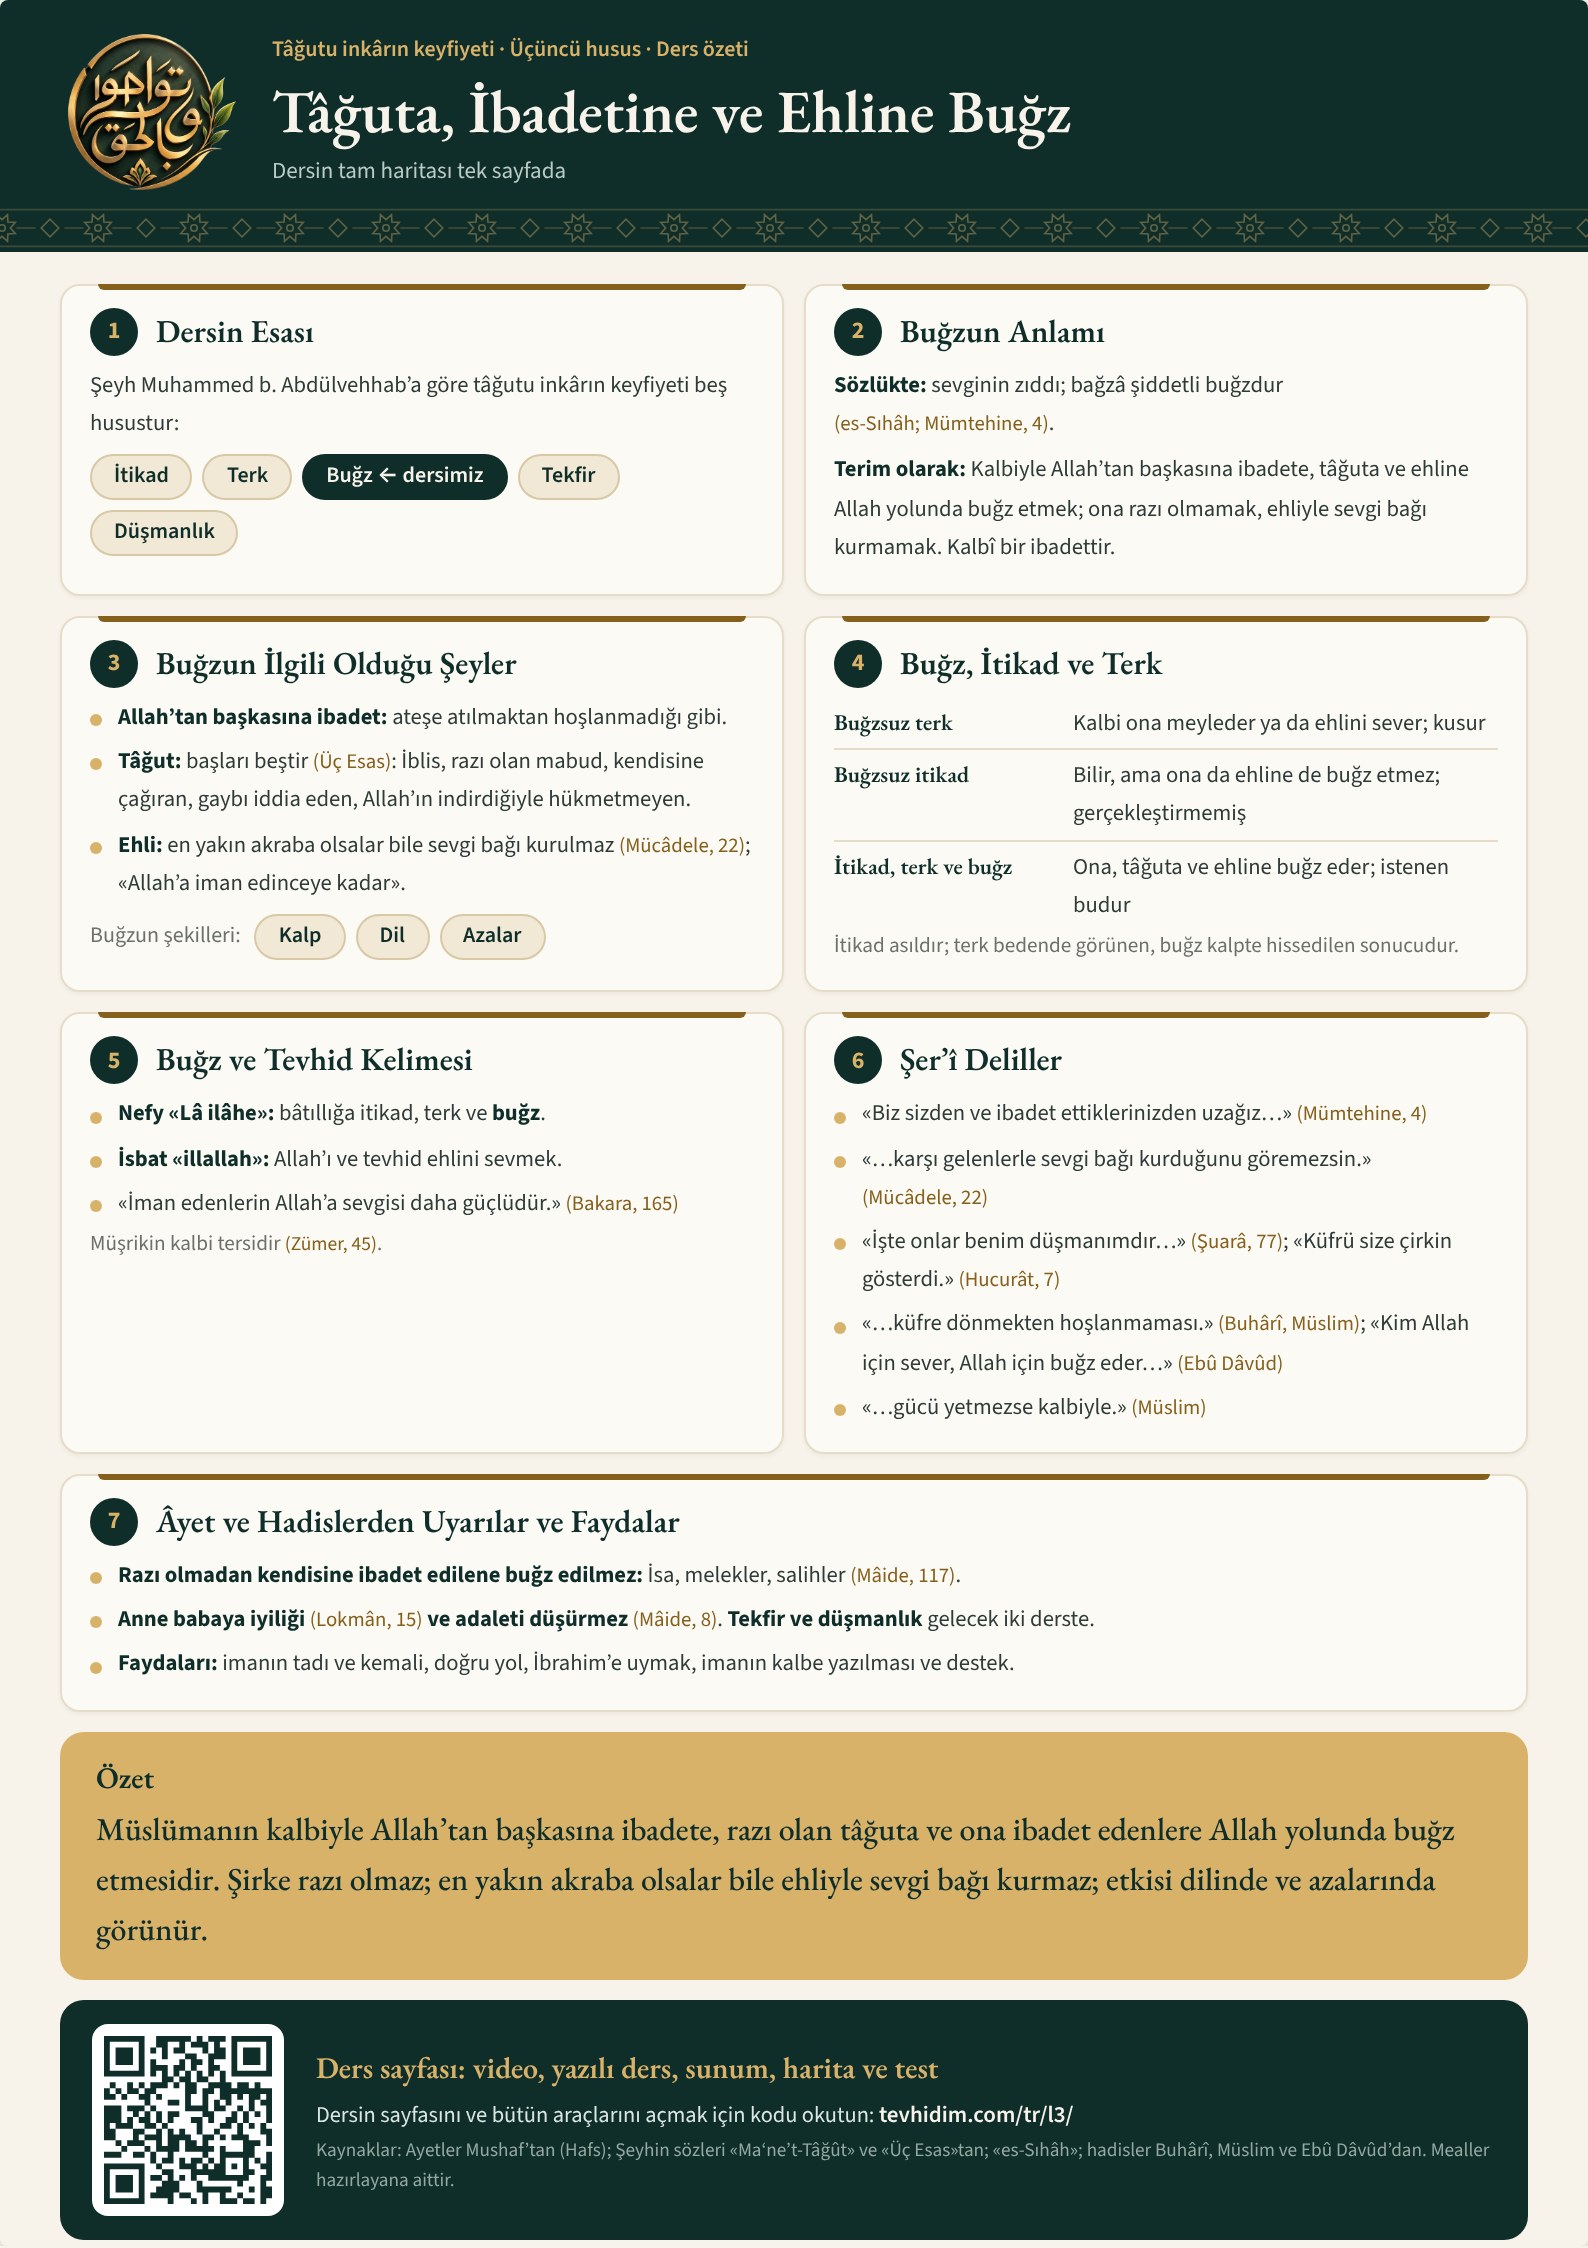 تواصوا بالحق
Tâğutu inkârın keyfiyeti · Üçüncü husus · Ders özeti
Tâğuta, İbadetine ve Ehline Buğz
Dersin tam haritası tek sayfada
1 Dersin Esası
Şeyh Muhammed b. Abdülvehhab’a göre tâğutu inkârın keyfiyeti beş
husustur:
İtikad Terk Buğz ← dersimiz Tekfir
Düşmanlık
2 Buğzun Anlamı
Sözlükte: sevginin zıddı; bağzâ şiddetli buğzdur
(es-Sıhâh; Mümtehine, 4).
Terim olarak: Kalbiyle Allah’tan başkasına ibadete, tâğuta ve ehline
Allah yolunda buğz etmek; ona razı olmamak, ehliyle sevgi bağı
kurmamak. Kalbî bir ibadettir.
3 Buğzun İlgili Olduğu Şeyler
Allah’tan başkasına ibadet: ateşe atılmaktan hoşlanmadığı gibi.
Tâğut: başları beştir (Üç Esas): İblis, razı olan mabud, kendisine
çağıran, gaybı iddia eden, Allah’ın indirdiğiyle hükmetmeyen.
Ehli: en yakın akraba olsalar bile sevgi bağı kurulmaz (Mücâdele, 22);
«Allah’a iman edinceye kadar».
Buğzun şekilleri: Kalp Dil Azalar
4 Buğz, İtikad ve Terk
Buğzsuz terk Kalbi ona meyleder ya da ehlini sever; kusur
Buğzsuz itikad Bilir, ama ona da ehline de buğz etmez;
gerçekleştirmemiş
İtikad, terk ve buğz Ona, tâğuta ve ehline buğz eder; istenen
budur
İtikad asıldır; terk bedende görünen, buğz kalpte hissedilen sonucudur.
5 Buğz ve Tevhid Kelimesi
Nefy «Lâ ilâhe»: bâtıllığa itikad, terk ve buğz.
İsbat «illallah»: Allah’ı ve tevhid ehlini sevmek.
«İman edenlerin Allah’a sevgisi daha güçlüdür.» (Bakara, 165)
Müşrikin kalbi tersidir (Zümer, 45).
6 Şer’î Deliller
«Biz sizden ve ibadet ettiklerinizden uzağız…» (Mümtehine, 4)
«…karşı gelenlerle sevgi bağı kurduğunu göremezsin.»
(Mücâdele, 22)
«İşte onlar benim düşmanımdır…» (Şuarâ, 77); «Küfrü size çirkin
gösterdi.» (Hucurât, 7)
«…küfre dönmekten hoşlanmaması.» (Buhârî, Müslim); «Kim Allah
için sever, Allah için buğz eder…» (Ebû Dâvûd)
«…gücü yetmezse kalbiyle.» (Müslim)
7 Âyet ve Hadislerden Uyarılar ve Faydalar
Razı olmadan kendisine ibadet edilene buğz edilmez: İsa, melekler, salihler (Mâide, 117).
Anne babaya iyiliği (Lokmân, 15) ve adaleti düşürmez (Mâide, 8). Tekfir ve düşmanlık gelecek iki derste.
Faydaları: imanın tadı ve kemali, doğru yol, İbrahim’e uymak, imanın kalbe yazılması ve destek.
Özet
Müslümanın kalbiyle Allah’tan başkasına ibadete, razı olan tâğuta ve ona ibadet edenlere Allah yolunda buğz
etmesidir. Şirke razı olmaz; en yakın akraba olsalar bile ehliyle sevgi bağı kurmaz; etkisi dilinde ve azalarında
görünür.
Ders sayfası: video, yazılı ders, sunum, harita ve test
Dersin sayfasını ve bütün araçlarını açmak için kodu okutun: tevhidim.com/tr/l3/
Kaynaklar: Ayetler Mushaf’tan (Hafs); Şeyhin sözleri «Ma‘ne’t-Tâğût» ve «Üç Esas»tan; «es-Sıhâh»; hadisler Buhârî, Müslim ve Ebû Dâvûd’dan. Mealler
hazırlayana aittir.